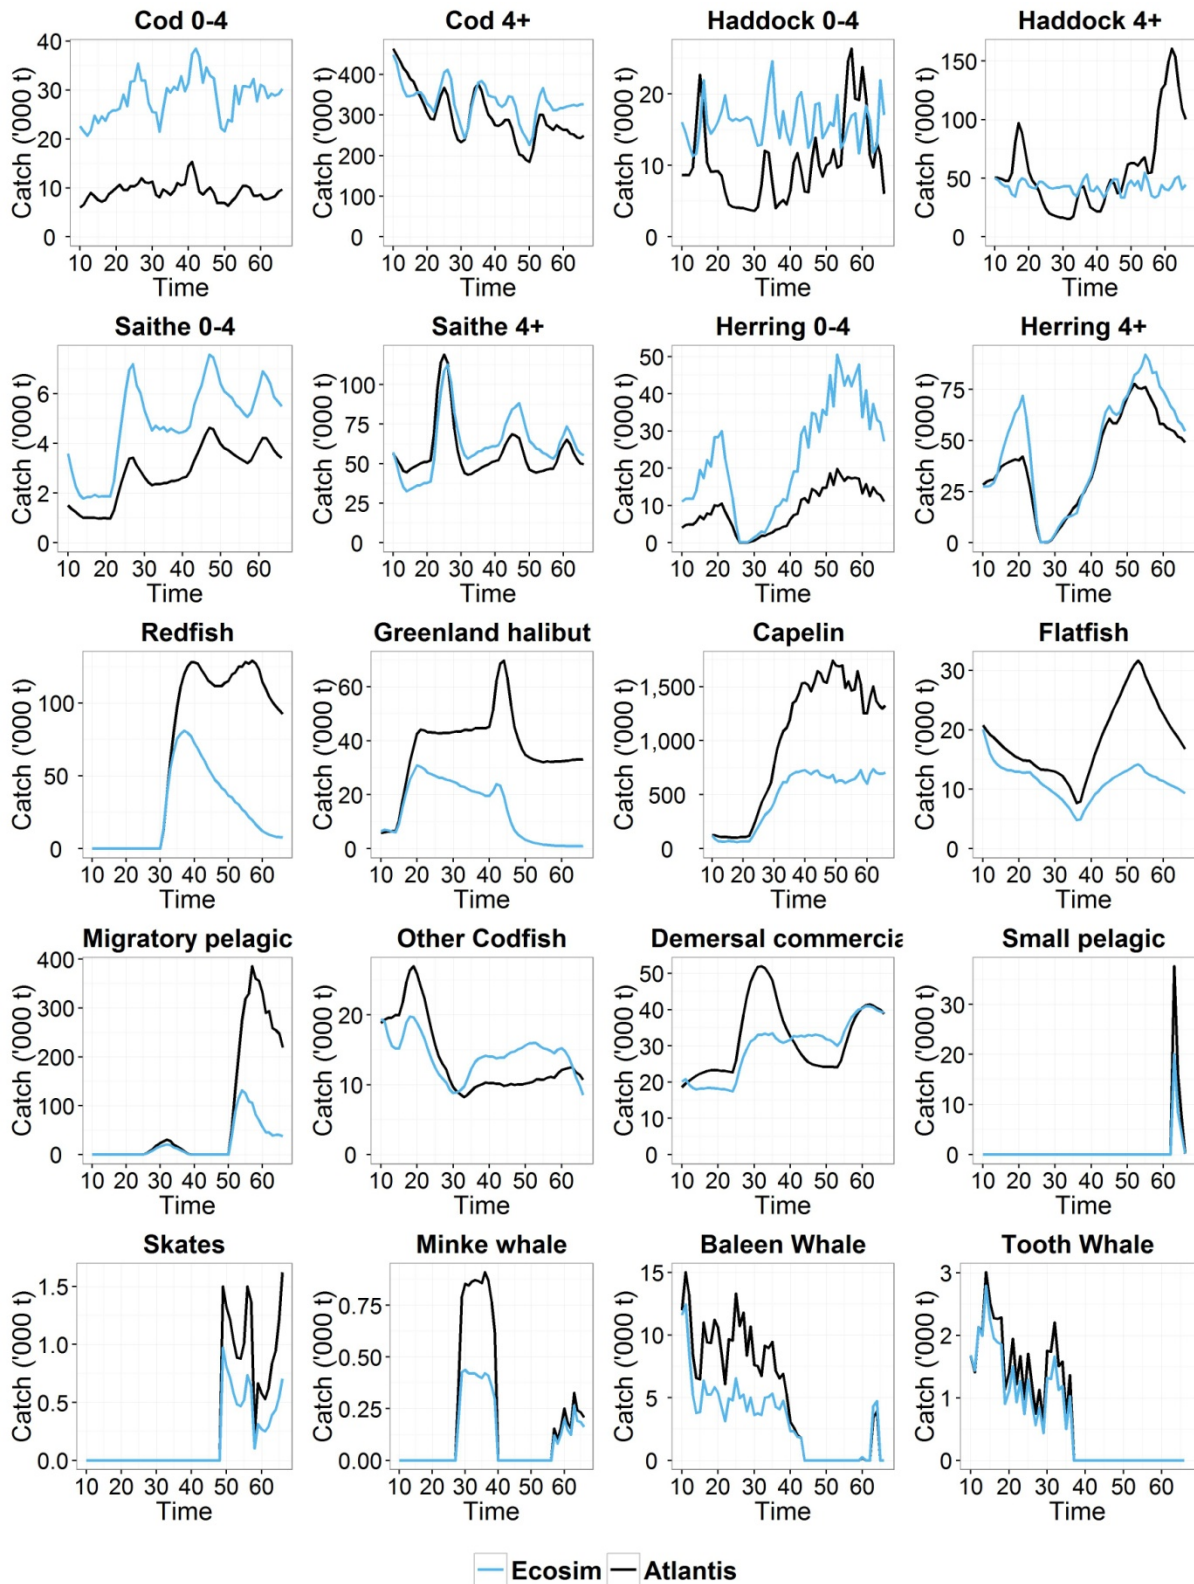 Cod 0-4 Cod 4+ Haddock 0-4 Haddock 4+
Catch ('000 t) 40 30 20 10 0 Catch ('000 t) 400 300 200 100 0 Catch ('000 t) 20 10 0 Catch ('000 t) 150 100 50 0
10 20 30 40 50 60 10 20 30 40 50 60 10 20 30 40 50 60 10 20 30 40 50 60
Time Time Time Time
Saithe 0-4 Saithe 4+ Herring 0-4 Herring 4+
Catch ('000 t) 6 4 2 0 Catch ('000 t) 100 75 50 25 0 Catch ('000 t) 50 40 30 20 10 0 Catch ('000 t) 75 50 25 0
10 20 30 40 50 60 10 20 30 40 50 60 10 20 30 40 50 60 10 20 30 40 50 60
Time Time Time Time
Redfish Greenland halibut Capelin Flatfish
Catch ('000 t) 100 50 0 Catch ('000 t) 60 40 20 0 Catch ('000 t) 1,500 1,000 500 0 Catch ('000 t) 30 20 10 0
10 20 30 40 50 60 10 20 30 40 50 60 10 20 30 40 50 60 10 20 30 40 50 60
Time Time Time Time
Migratory pelagic Other Codfish Demersal commercia Small pelagic
Catch ('000 t) 400 300 200 100 0 Catch ('000 t) 20 10 0 Catch ('000 t) 50 40 30 20 10 0 Catch ('000 t) 30 20 10 0
10 20 30 40 50 60 10 20 30 40 50 60 10 20 30 40 50 60 10 20 30 40 50 60
Time Time Time Time
Skates Minke whale Baleen Whale Tooth Whale
Catch ('000 t) 1.5 1.0 0.5 0.0 Catch ('000 t) 0.75 0.50 0.25 0.00 Catch ('000 t) 15 10 5 0 Catch ('000 t) 3 2 1 0
10 20 30 40 50 60 10 20 30 40 50 60 10 20 30 40 50 60 10 20 30 40 50 60
Time Time Time Time
Ecosim Atlantis